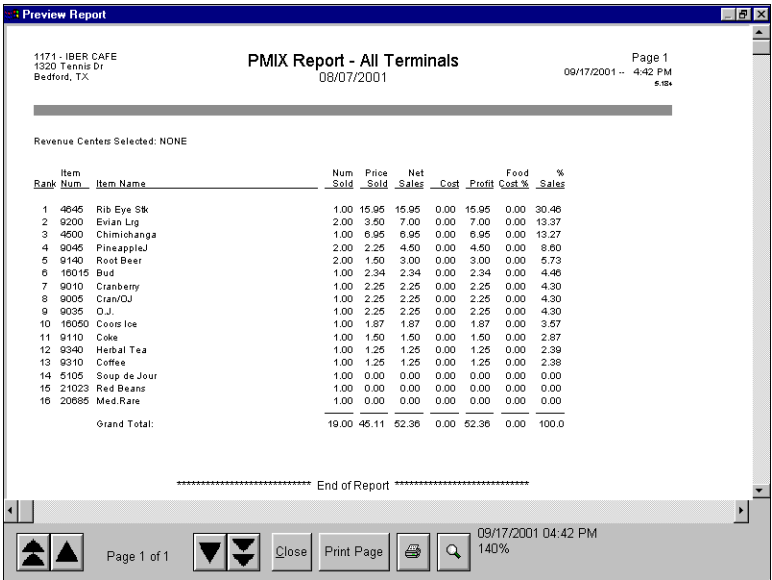 Preview Report
1171 - IBER CAFE
1320 Tennis Dr
Bedford, TX
PMIX Report - All Terminals
08/07/2001
Page 1
09/17/2001 -- 4:42 PM
5.18+
Revenue Centers Selected: NONE
Item Num Price Net Food %
Rank Num Item Name Sold Sold Sales Cost Profit Cost % Sales
1 4645 Rib Eye Stk 1.00 15.95 15.95 0.00 15.95 0.00 30.46
2 9200 Evian Lrg 2.00 3.50 7.00 0.00 7.00 0.00 13.37
3 4500 Chimichanga 1.00 6.95 6.95 0.00 6.95 0.00 13.27
4 9045 PineappleJ 2.00 2.25 4.50 0.00 4.50 0.00 8.60
5 9140 Root Beer 2.00 1.50 3.00 0.00 3.00 0.00 5.73
6 16015 Bud 1.00 2.34 2.34 0.00 2.34 0.00 4.46
7 9010 Cranberry 1.00 2.25 2.25 0.00 2.25 0.00 4.30
8 9005 Cran/OJ 1.00 2.25 2.25 0.00 2.25 0.00 4.30
9 9035 O.J. 1.00 2.25 2.25 0.00 2.25 0.00 4.30
10 16050 Coors Ice 1.00 1.87 1.87 0.00 1.87 0.00 3.57
11 9110 Coke 1.00 1.50 1.50 0.00 1.50 0.00 2.87
12 9340 Herbal Tea 1.00 1.25 1.25 0.00 1.25 0.00 2.39
13 9310 Coffee 1.00 1.25 1.25 0.00 1.25 0.00 2.38
14 5105 Soup de Jour 1.00 0.00 0.00 0.00 0.00 0.00 0.00
15 21023 Red Beans 1.00 0.00 0.00 0.00 0.00 0.00 0.00
16 20685 Med.Rare 1.00 0.00 0.00 0.00 0.00 0.00 0.00
Grand Total: 19.00 45.11 52.36 0.00 52.36 0.00 100.0
*************************** End of Report ***************************
Page 1 of 1
Close
Print Page
09/17/2001 04:42 PM
140%